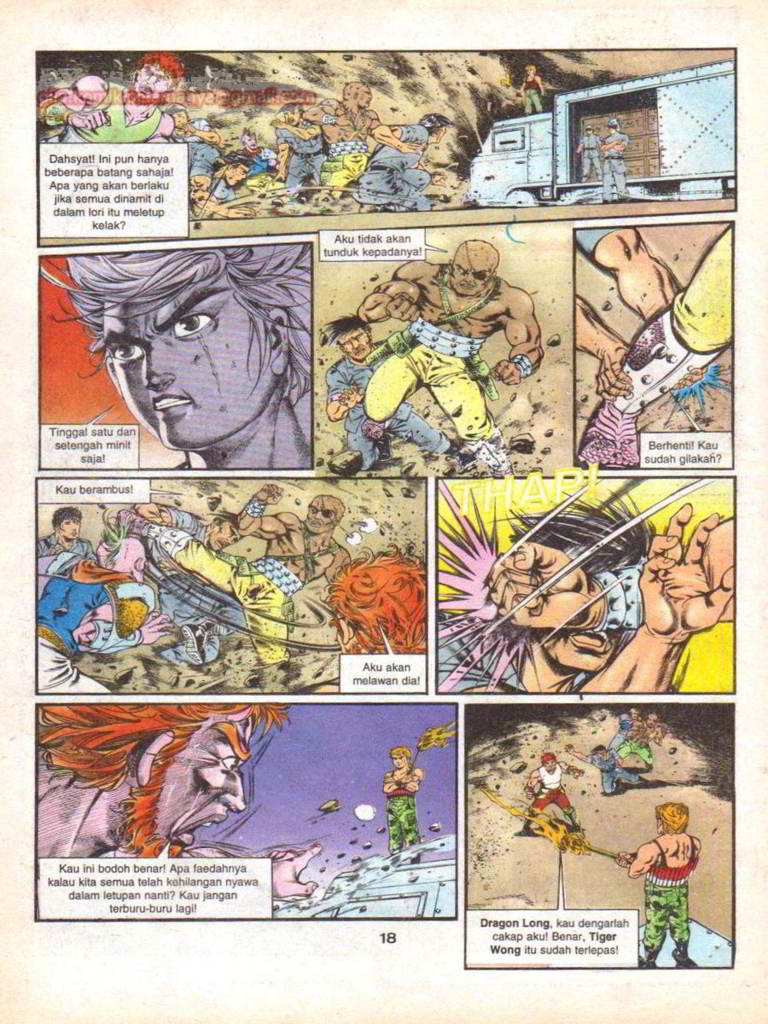 Dahsyat! Ini pun hanya
beberapa batang sahaja!
Apa yang akan berlaku
jika semua dinamit di
dalam lori itu meletup
kelak?
Aku tidak akan
tunduk kepadanya!
Tinggal satu dan
setengah minit
saja!
Berhenti! Kau
sudah gilakah?
Kau berambus!
Aku akan
melawan dia!
THAP!
Kau ini bodoh benar! Apa faedahnya
kalau kita semua telah kehilangan nyawa
dalam letupan nanti? Kau jangan
terburu-buru lagi!
Dragon Long, kau dengarlah
cakap aku! Benar, Tiger
Wong itu sudah terlepas!
18